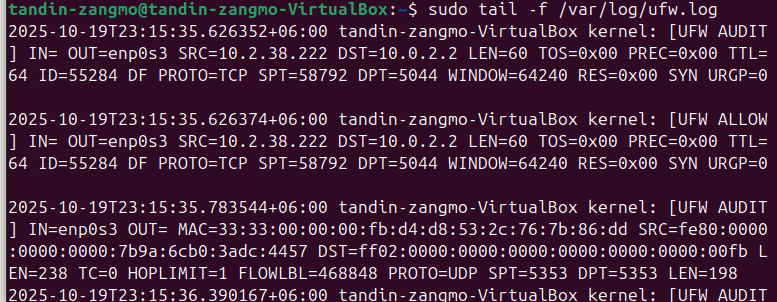 tandin-zangmo@tandin-zangmo-VirtualBox:~$ sudo tail -f /var/log/ufw.log
2025-10-19T23:15:35.626352+06:00 tandin-zangmo-VirtualBox kernel: [UFW AUDIT
] IN= OUT=enp0s3 SRC=10.2.38.222 DST=10.0.2.2 LEN=60 TOS=0x00 PREC=0x00 TTL=
64 ID=55284 DF PROTO=TCP SPT=58792 DPT=5044 WINDOW=64240 RES=0x00 SYN URGP=0
2025-10-19T23:15:35.626374+06:00 tandin-zangmo-VirtualBox kernel: [UFW ALLOW
] IN= OUT=enp0s3 SRC=10.2.38.222 DST=10.0.2.2 LEN=60 TOS=0x00 PREC=0x00 TTL=
64 ID=55284 DF PROTO=TCP SPT=58792 DPT=5044 WINDOW=64240 RES=0x00 SYN URGP=0
2025-10-19T23:15:35.783544+06:00 tandin-zangmo-VirtualBox kernel: [UFW AUDIT
] IN=enp0s3 OUT= MAC=33:33:00:00:00:fb:d4:d8:53:2c:76:7b:86:dd SRC=fe80:0000
:0000:0000:7b9a:6cb0:3adc:4457 DST=ff02:0000:0000:0000:0000:0000:0000:00fb L
EN=238 TC=0 HOPLIMIT=1 FLOWLBL=468848 PROTO=UDP SPT=5353 DPT=5353 LEN=198
2025-10-19T23:15:36.390167+06:00 tandin-zangmo-VirtualBox kernel: [UFW AUDIT